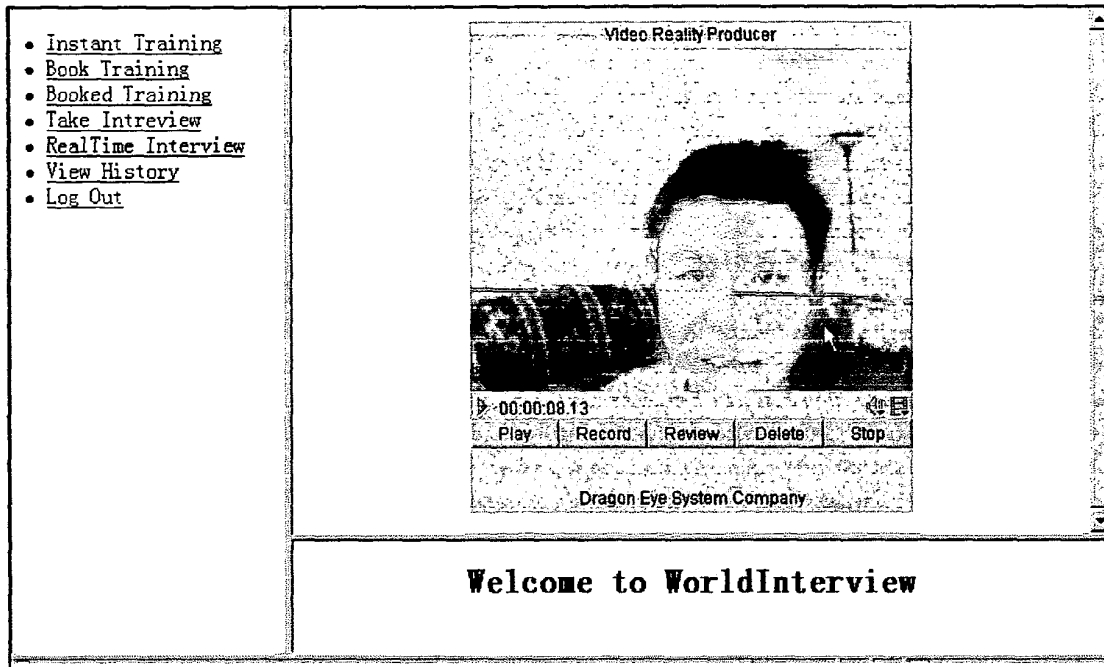 Instant Training
Book Training
Booked Training
Take Intreview
RealTime Interview
View History
Log Out
Video Reality Producer
00:00:08.13
Play Record Review Delete Stop
Dragon Eye System Company
Welcome to WorldInterview